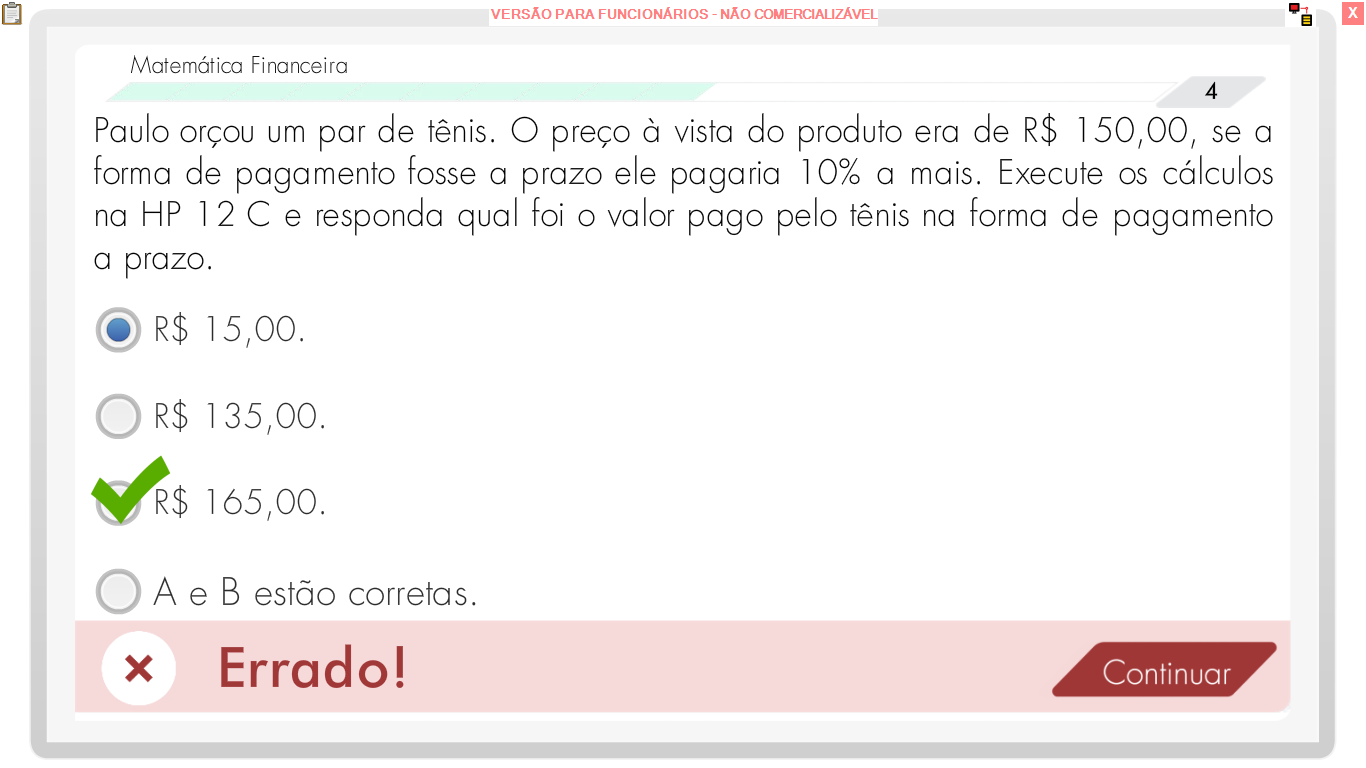 VERSÃO PARA FUNCIONÁRIOS - NÃO COMERCIALIZÁVEL
X
Matemática Financeira
4
Paulo orçou um par de tênis. O preço à vista do produto era de R$ 150,00, se a
forma de pagamento fosse a prazo ele pagaria 10% a mais. Execute os cálculos
na HP 12 C e responda qual foi o valor pago pelo tênis na forma de pagamento
a prazo.
R$ 15,00.
R$ 135,00.
R$ 165,00.
A e B estão corretas.
Errado!
Continuar